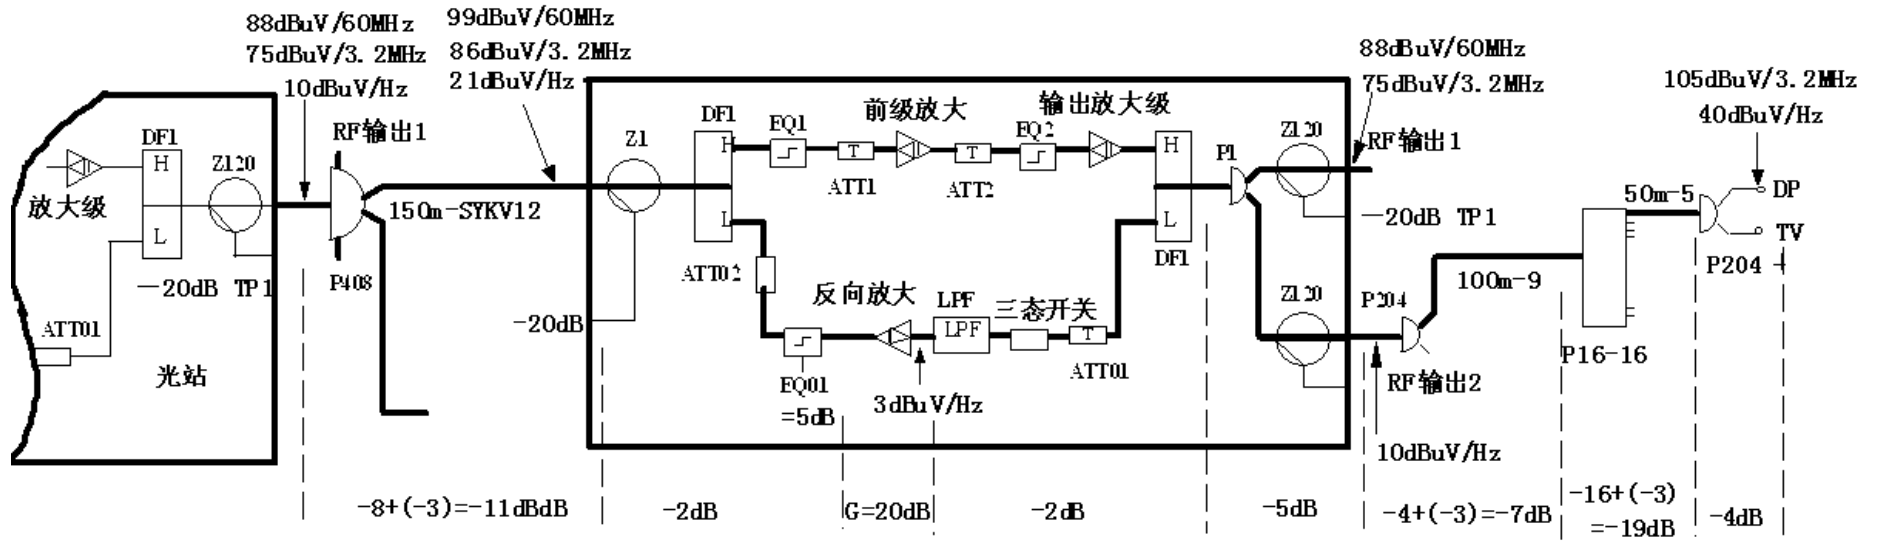 88dBuV/60MHz
75dBuV/3.2MHz
10dBuV/Hz
99dBuV/60MHz
86dBuV/3.2MHz
21dBuV/Hz
88dBuV/60MHz
75dBuV/3.2MHz
105dBuV/3.2MHz
40dBuV/Hz
DF1
H
L
Z120
放大级
-20dB TP1
ATT01
光站
RF输出1
P408
150m-SYKV12
Z1
-20dB
DF1
H
L
EQ1
ATT1
T
前级放大
T
ATT2
EQ2
输出放大级
H
L
DF1
P1
Z120
RF输出1
-20dB TP1
ATT02
反向放大
EQ01
=5dB
3dBuV/Hz
LPF
LPF
三态开关
T
ATT01
Z120
P204
RF输出2
10dBuV/Hz
100m-9
P16-16
50m-5
DP
TV
P204
-8+(-3)=-11dBdB
-2dB
G=20dB
-2dB
-5dB
-4+(-3)=-7dB
-16+(-3)
=-19dB
-4dB